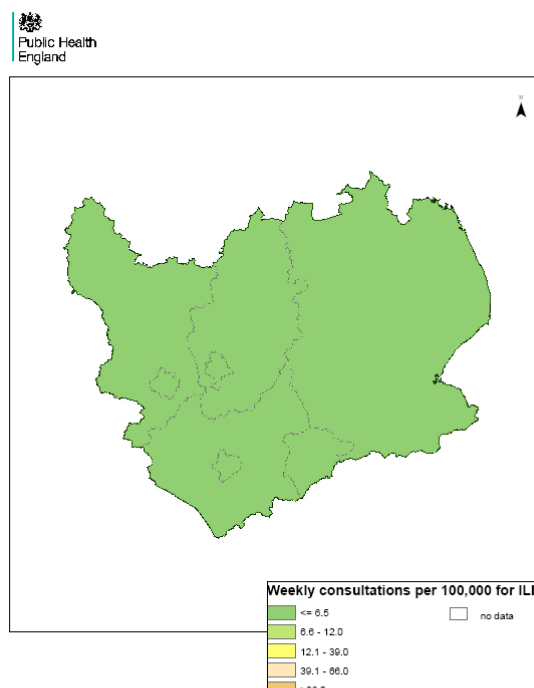 Public Health
England
Weekly consultations per 100,000 for
<= 6.5
no data
6.6 - 12.0
12.1 - 39.0
39.1 - 66.0